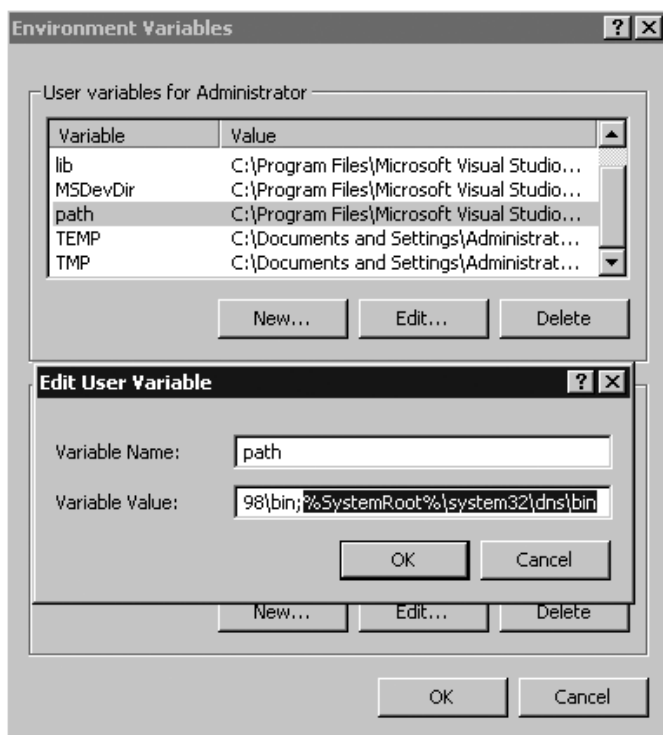 Environment Variables
User variables for Administrator
Variable Value
lib C:\Program Files\Microsoft Visual Studio...
MSDevDir C:\Program Files\Microsoft Visual Studio...
path C:\Program Files\Microsoft Visual Studio...
TEMP C:\Documents and Settings\Administrat...
TMP C:\Documents and Settings\Administrat...
New... Edit... Delete
Edit User Variable
Variable Name: path
Variable Value: 98\bin;%SystemRoot%\system32\dns\bin
OK Cancel
New... Edit... Delete
OK Cancel